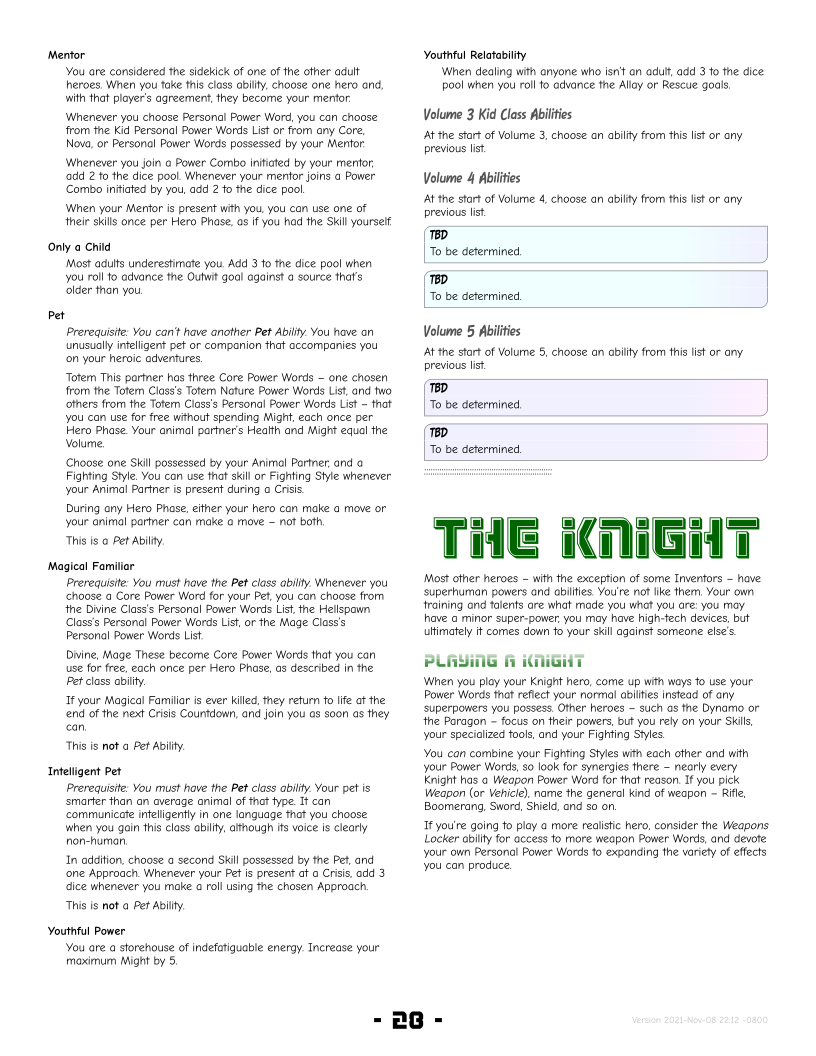 Mentor
You are considered the sidekick of one of the other adult
heroes. When you take this class ability, choose one hero and,
with that player's agreement, they become your mentor.
Whenever you choose Personal Power Word, you can choose
from the Kid Personal Power Words List or from any Core,
Nova, or Personal Power Words possessed by your Mentor.
Whenever you join a Power Combo initiated by your mentor,
add 2 to the dice pool. Whenever your mentor joins a Power
Combo initiated by you, add 2 to the dice pool.
When your Mentor is present with you, you can use one of
their skills once per Hero Phase, as if you had the Skill yourself.
Only a Child
Most adults underestimate you. Add 3 to the dice pool when
you roll to advance the Outwit goal against a source that's
older than you.
Pet
Prerequisite: You can't have another Pet Ability. You have an
unusually intelligent pet or companion that accompanies you
on your heroic adventures.
Totem This partner has three Core Power Words – one chosen
from the Totem Class's Totem Nature Power Words List, and two
others from the Totem Class's Personal Power Words List – that
you can use for free without spending Might, each once per
Hero Phase. Your animal partner's Health and Might equal the
Volume.
Choose one Skill possessed by your Animal Partner, and a
Fighting Style. You can use that skill or Fighting Style whenever
your Animal Partner is present during a Crisis.
During any Hero Phase, either your hero can make a move or
your animal partner can make a move – not both.
This is a Pet Ability.
Magical Familiar
Prerequisite: You must have the Pet class ability. Whenever you
choose a Core Power Word for your Pet, you can choose from
the Divine Class's Personal Power Words List, the Hellspawn
Class's Personal Power Words List, or the Mage Class's
Personal Power Words List.
Divine, Mage These become Core Power Words that you can
use for free, each once per Hero Phase, as described in the
Pet class ability.
If your Magical Familiar is ever killed, they return to life at the
end of the next Crisis Countdown, and join you as soon as they
can.
This is not a Pet Ability.
Intelligent Pet
Prerequisite: You must have the Pet class ability. Your pet is
smarter than an average animal of that type. It can
communicate intelligently in one language that you choose
when you gain this class ability, although its voice is clearly
non-human.
In addition, choose a second Skill possessed by the Pet, and
one Approach. Whenever your Pet is present at a Crisis, add 3
dice whenever you make a roll using the chosen Approach.
This is not a Pet Ability.
Youthful Power
You are a storehouse of indefatiguable energy. Increase your
maximum Might by 5.
Youthful Relatability
When dealing with anyone who isn't an adult, add 3 to the dice
pool when you roll to advance the Allay or Rescue goals.
Volume 3 Kid Class Abilities
At the start of Volume 3, choose an ability from this list or any
previous list.
Volume 4 Abilities
At the start of Volume 4, choose an ability from this list or any
previous list.
TBD
To be determined.
TBD
To be determined.
Volume 5 Abilities
At the start of Volume 5, choose an ability from this list or any
previous list.
TBD
To be determined.
TBD
To be determined.
THE KNIGHT
Most other heroes – with the exception of some Inventors – have
superhuman powers and abilities. You're not like them. Your own
training and talents are what made you what you are: you may
have a minor super-power, you may have high-tech devices, but
ultimately it comes down to your skill against someone else's.
PLAYING A KNIGHT
When you play your Knight hero, come up with ways to use your
Power Words that reflect your normal abilities instead of any
superpowers you possess. Other heroes – such as the Dynamo or
the Paragon – focus on their powers, but you rely on your Skills,
your specialized tools, and your Fighting Styles.
You can combine your Fighting Styles with each other and with
your Power Words, so look for synergies there – nearly every
Knight has a Weapon Power Word for that reason. If you pick
Weapon (or Vehicle), name the general kind of weapon – Rifle,
Boomerang, Sword, Shield, and so on.
If you're going to play a more realistic hero, consider the Weapons
Locker ability for access to more weapon Power Words, and devote
your own Personal Power Words to expanding the variety of effects
you can produce.
- 28 -
Version 2021-Nov-08 22:12 -0800